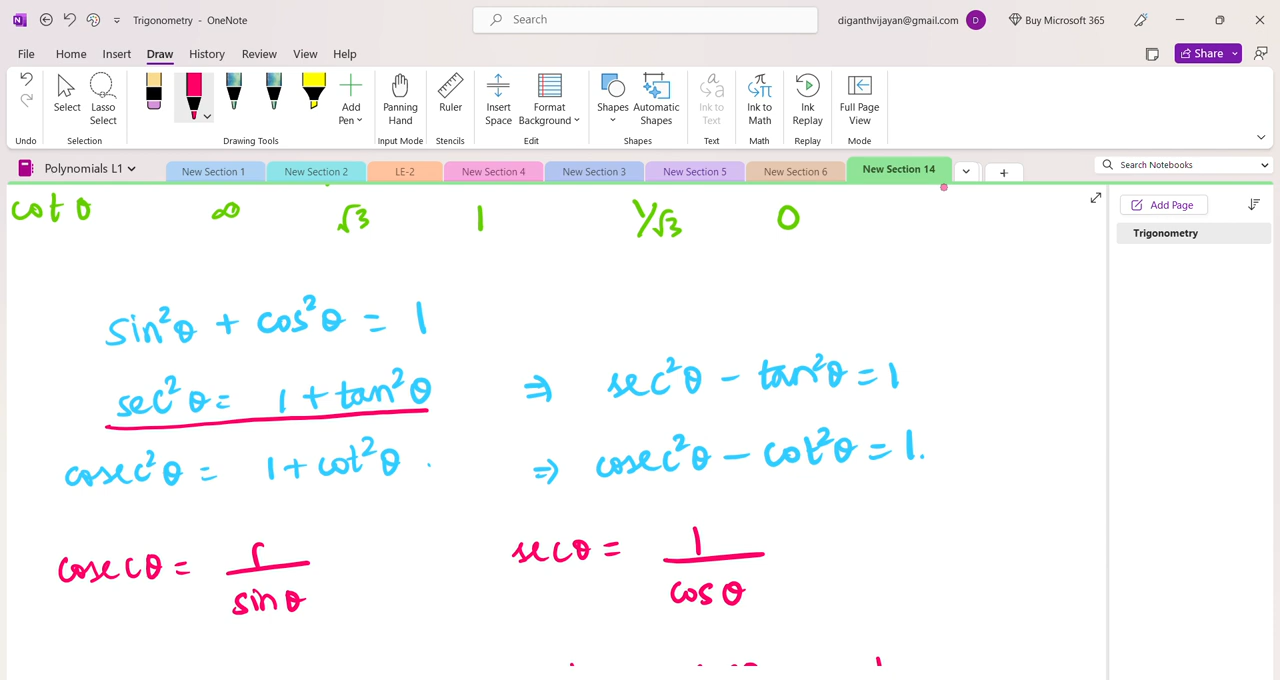 Trigonometry - OneNote
Search
diganthvijayan@gmail.com D Buy Microsoft 365
File Home Insert Draw History Review View Help Share
Undo Select Lasso Select Add Pen Panning Hand Ruler Insert Space Format Background Shapes Automatic Shapes Ink to Text Ink to Math Ink Replay Full Page View
Undo Selection Drawing Tools Input Mode Stencils Edit Shapes Text Math Replay Mode
Polynomials L1 New Section 1 New Section 2 LE-2 New Section 4 New Section 3 New Section 5 New Section 6 New Section 14 + Search Notebooks
Add Page
Trigonometry
cot θ ∞ √3 1 1/√3 0
sin²θ + cos²θ = 1
sec²θ = 1 + tan²θ ⇒ sec²θ - tan²θ = 1
cosec²θ = 1 + cot²θ . ⇒ cosec²θ - cot²θ = 1.
cosecθ = 1/sinθ secθ = 1/cosθ